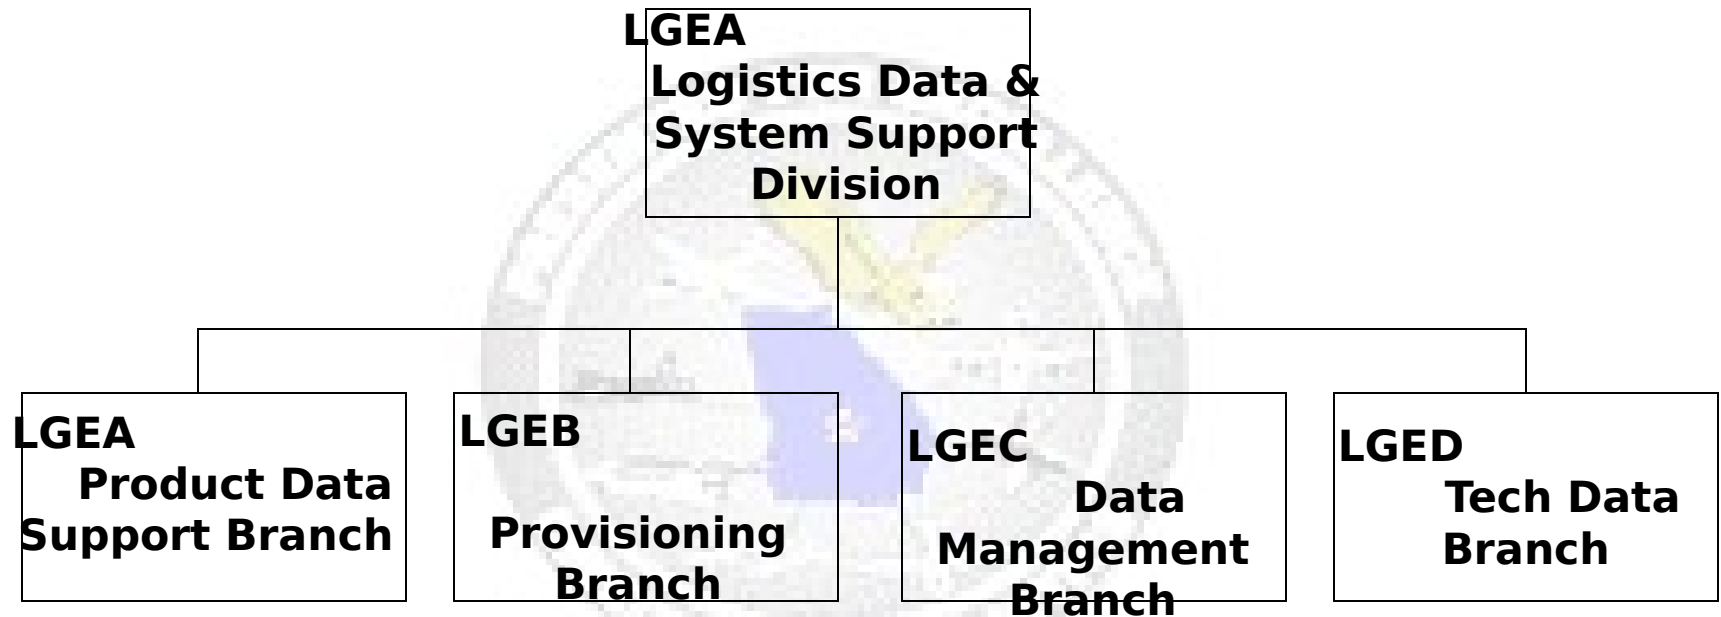 LGEA
Logistics Data &
System Support
Division
LGEA
Product Data
Support Branch
LGEB
Provisioning
Branch
LGEC
Data
Management
Branch
LGED
Tech Data
Branch